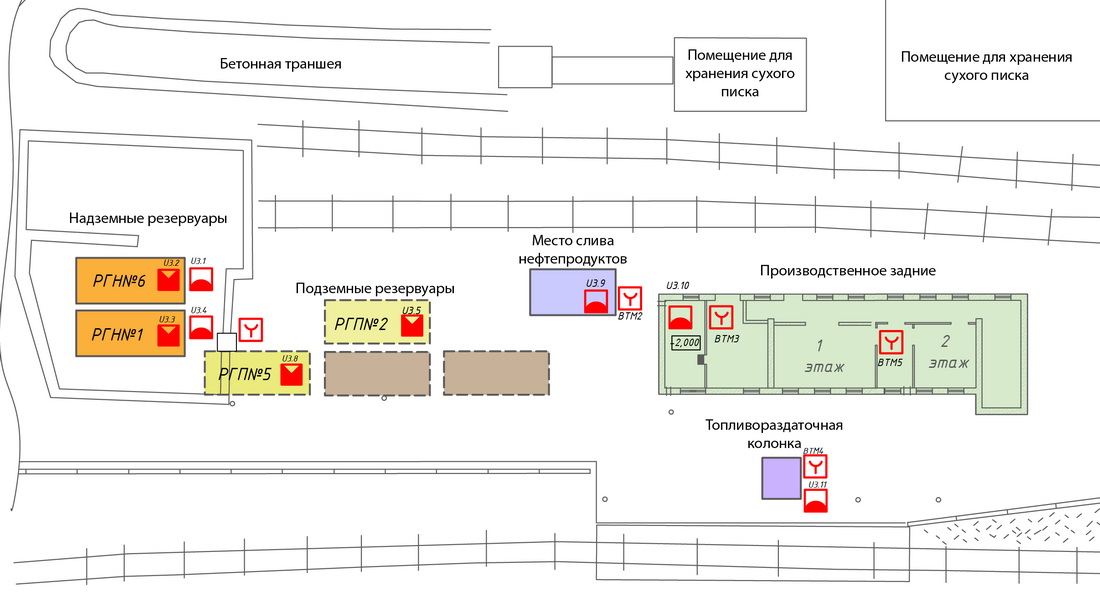 Бетонная траншея
Помещение для
хранения сухого
писка
Помещение для хранения
сухого писка
Надземные резервуары
Место слива
нефтепродуктов
Производственное задние
Подземные резервуары
РГН№6
U3.2
U3.1
РГН№1
U3.3
U3.4
РГП№2
U3.5
РГП№5
U3.8
U3.9
ВТМ2
U3.10
-2,000
ВТМ3
1
этаж
ВТМ5
2
этаж
Топливораздаточная
колонка
ВТМ4
U3.11